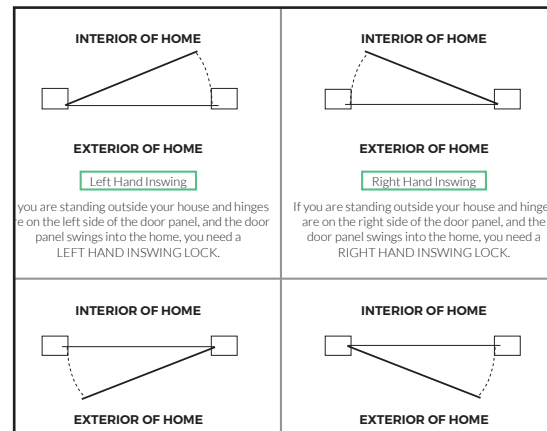 INTERIOR OF HOME
EXTERIOR OF HOME
Left Hand Inswing
you are standing outside your house and hinges
re on the left side of the door panel, and the door
panel swings into the home, you need a
LEFT HAND INSWING LOCK.
INTERIOR OF HOME
EXTERIOR OF HOME
Right Hand Inswing
If you are standing outside your house and hinge
are on the right side of the door panel, and the
door panel swings into the home, you need a
RIGHT HAND INSWING LOCK.
INTERIOR OF HOME
EXTERIOR OF HOME
INTERIOR OF HOME
EXTERIOR OF HOME